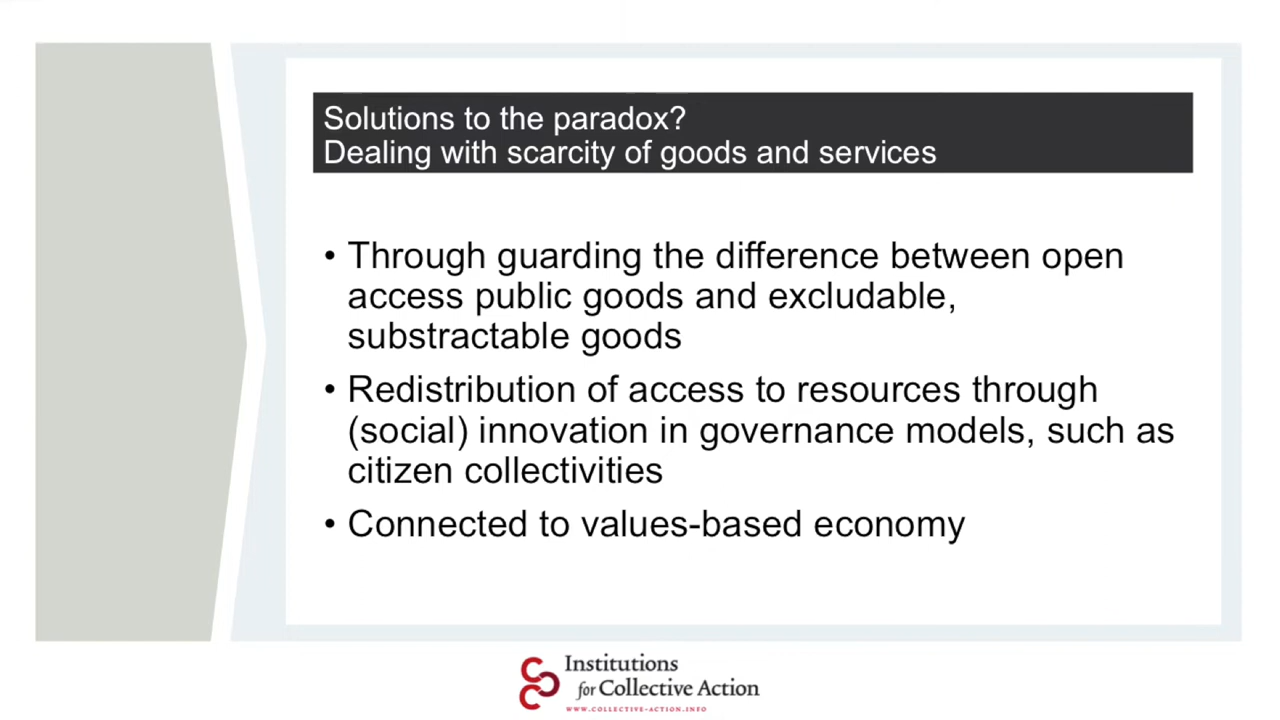 Solutions to the paradox?
Dealing with scarcity of goods and services
• Through guarding the difference between open
access public goods and excludable,
substractable goods
• Redistribution of access to resources through
(social) innovation in governance models, such as
citizen collectivities
• Connected to values-based economy
Institutions
for Collective Action
WWW.COLLECTIVE-ACTION.INFO